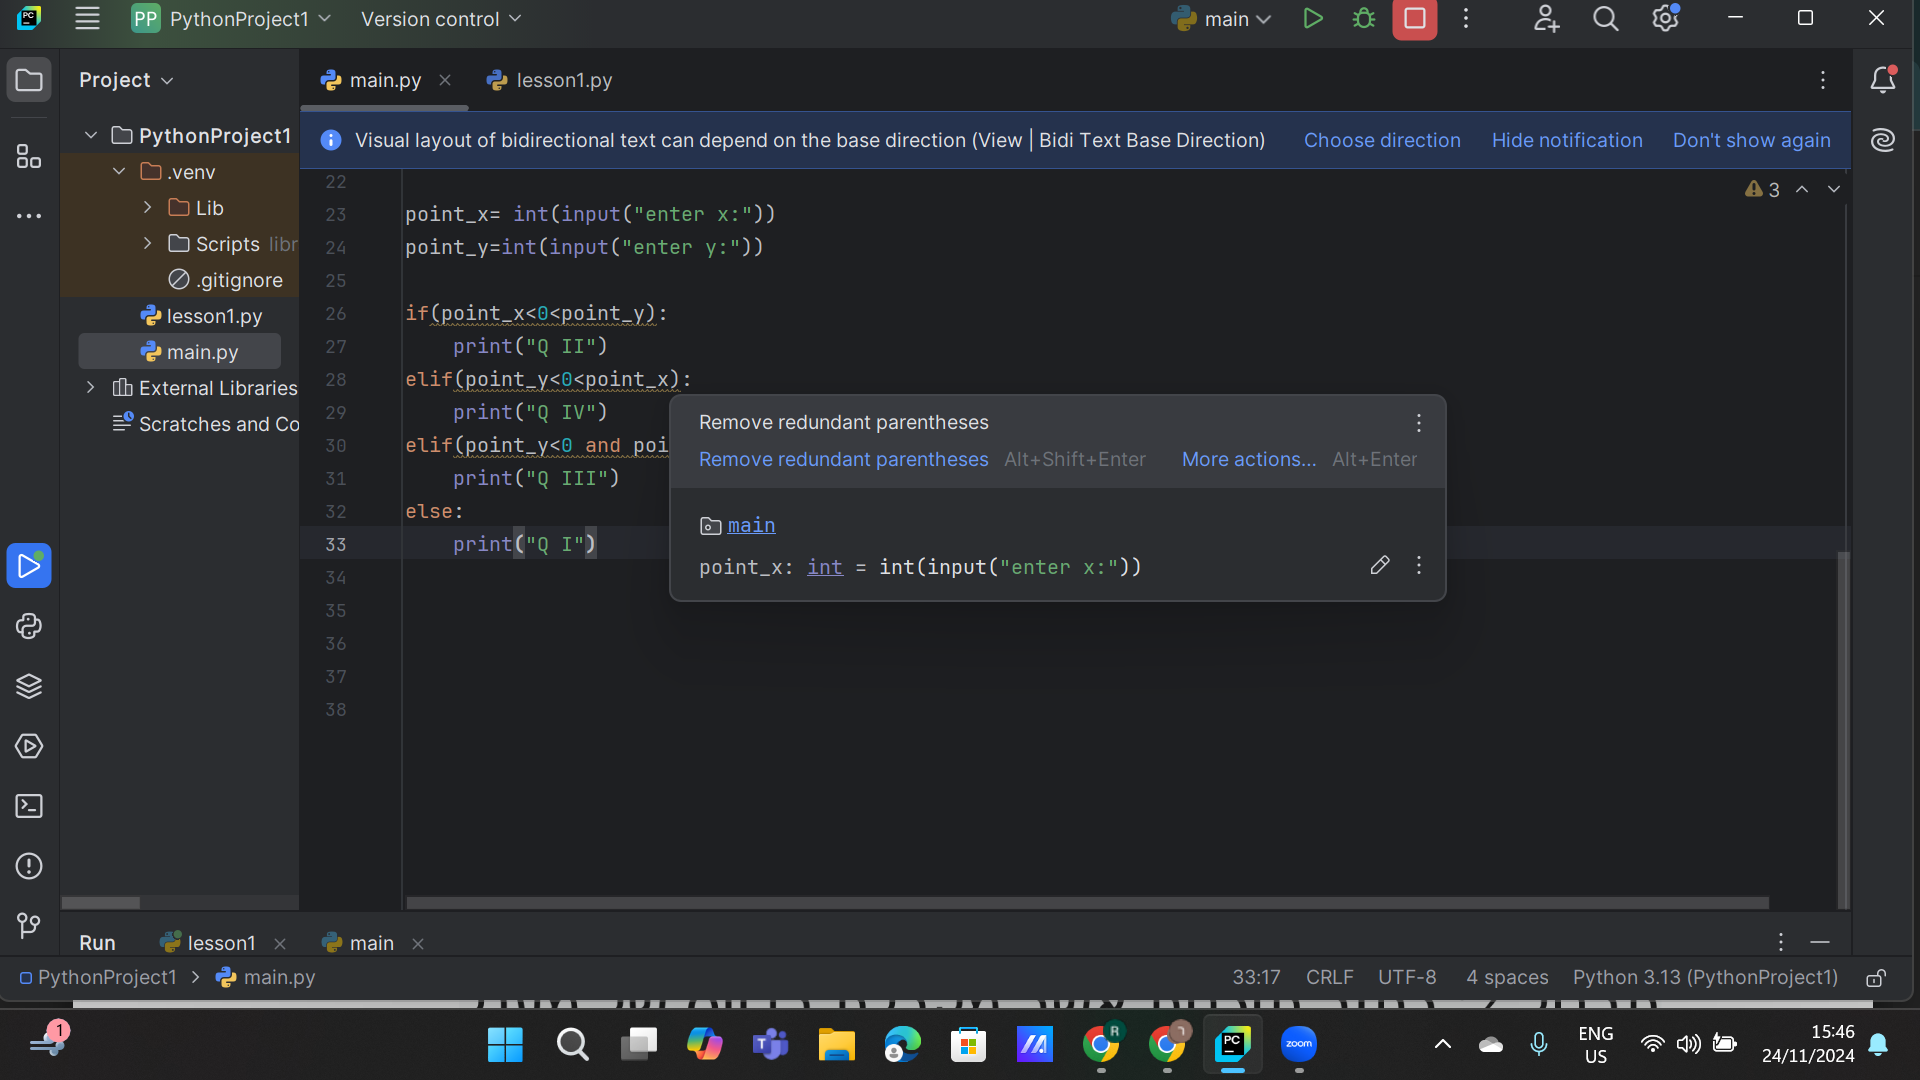 PP PythonProject1 Version control main
Project
main.py
lesson1.py
PythonProject1
Visual layout of bidirectional text can depend on the base direction (View | Bidi Text Base Direction) Choose direction Hide notification Don't show again
.venv
Lib
Scripts libr
.gitignore
lesson1.py
main.py
External Libraries
Scratches and Co
3
22
23 point_x= int(input("enter x:"))
24 point_y=int(input("enter y:"))
25
26 if(point_x<0<point_y):
27 print("Q II")
28 elif(point_y<0<point_x):
29 print("Q IV")
30 elif(point_y<0 and poi
31 print("Q III")
32 else:
33 print("Q I")
34
35
36
37
38
Remove redundant parentheses
Remove redundant parentheses Alt+Shift+Enter More actions... Alt+Enter
main
point_x: int = int(input("enter x:"))
Run lesson1 main
PythonProject1 > main.py 33:17 CRLF UTF-8 4 spaces Python 3.13 (PythonProject1)
1
PC
R
zoom
ENG
US
15:46
24/11/2024